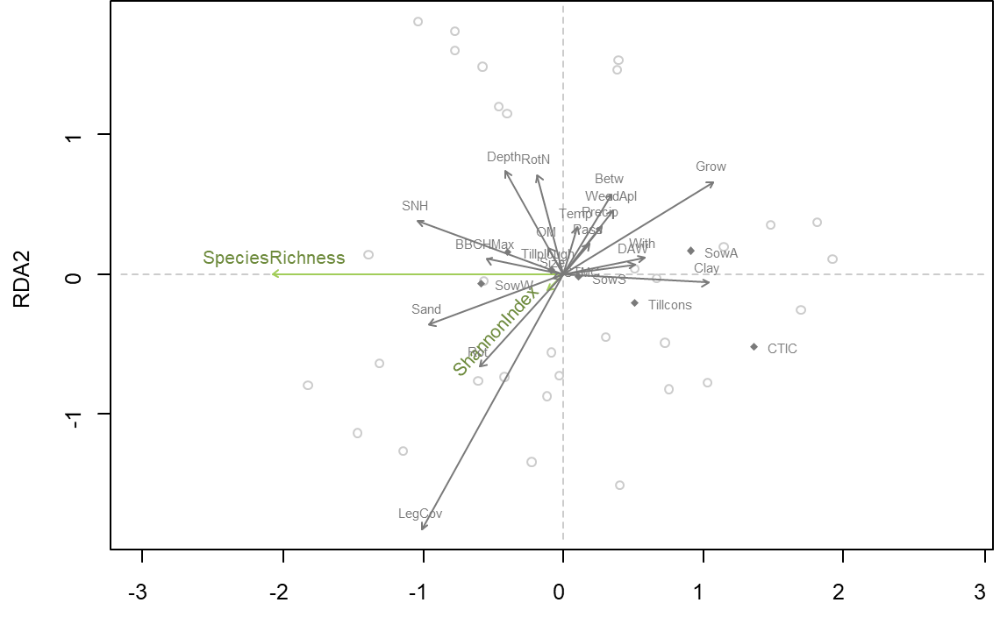 1
0
-1
RDA2
Depth
RotN
Grow
Betw
WeedApl
SNH
Temp
Precip
OM
Pass
BBCHMax
With
DAW
Tillplough
SpeciesRichness
Size
SowA
Clay
SowW
SowS
Tillcons
Sand
ShannonIndex
Rot
CTIC
LegCov
-3
-2
-1
0
1
2
3